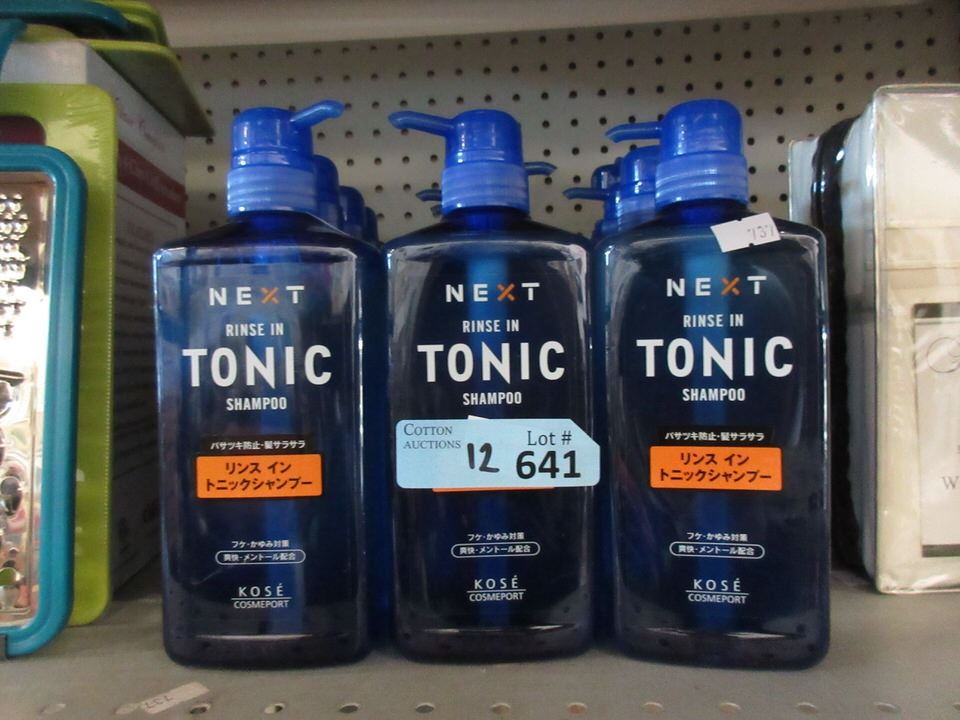 NEXT
RINSE IN
TONIC
SHAMPOO
パサツキ防止・髪サラサラ
リンス イン
トニックシャンプー
フケ・かゆみ対策
爽快・メントール配合
KOSÉ
COSMEPORT
NEXT
RINSE IN
TONIC
SHAMPOO
COTTON
AUCTIONS
12
Lot #
641
フケ・かゆみ対策
爽快・メントール配合
KOSÉ
COSMEPORT
737
NEXT
RINSE IN
TONIC
SHAMPOO
パサツキ防止・髪サラサラ
リンス イン
トニックシャンプー
フケ・かゆみ対策
爽快・メントール配合
KOSÉ
COSMEPORT
737